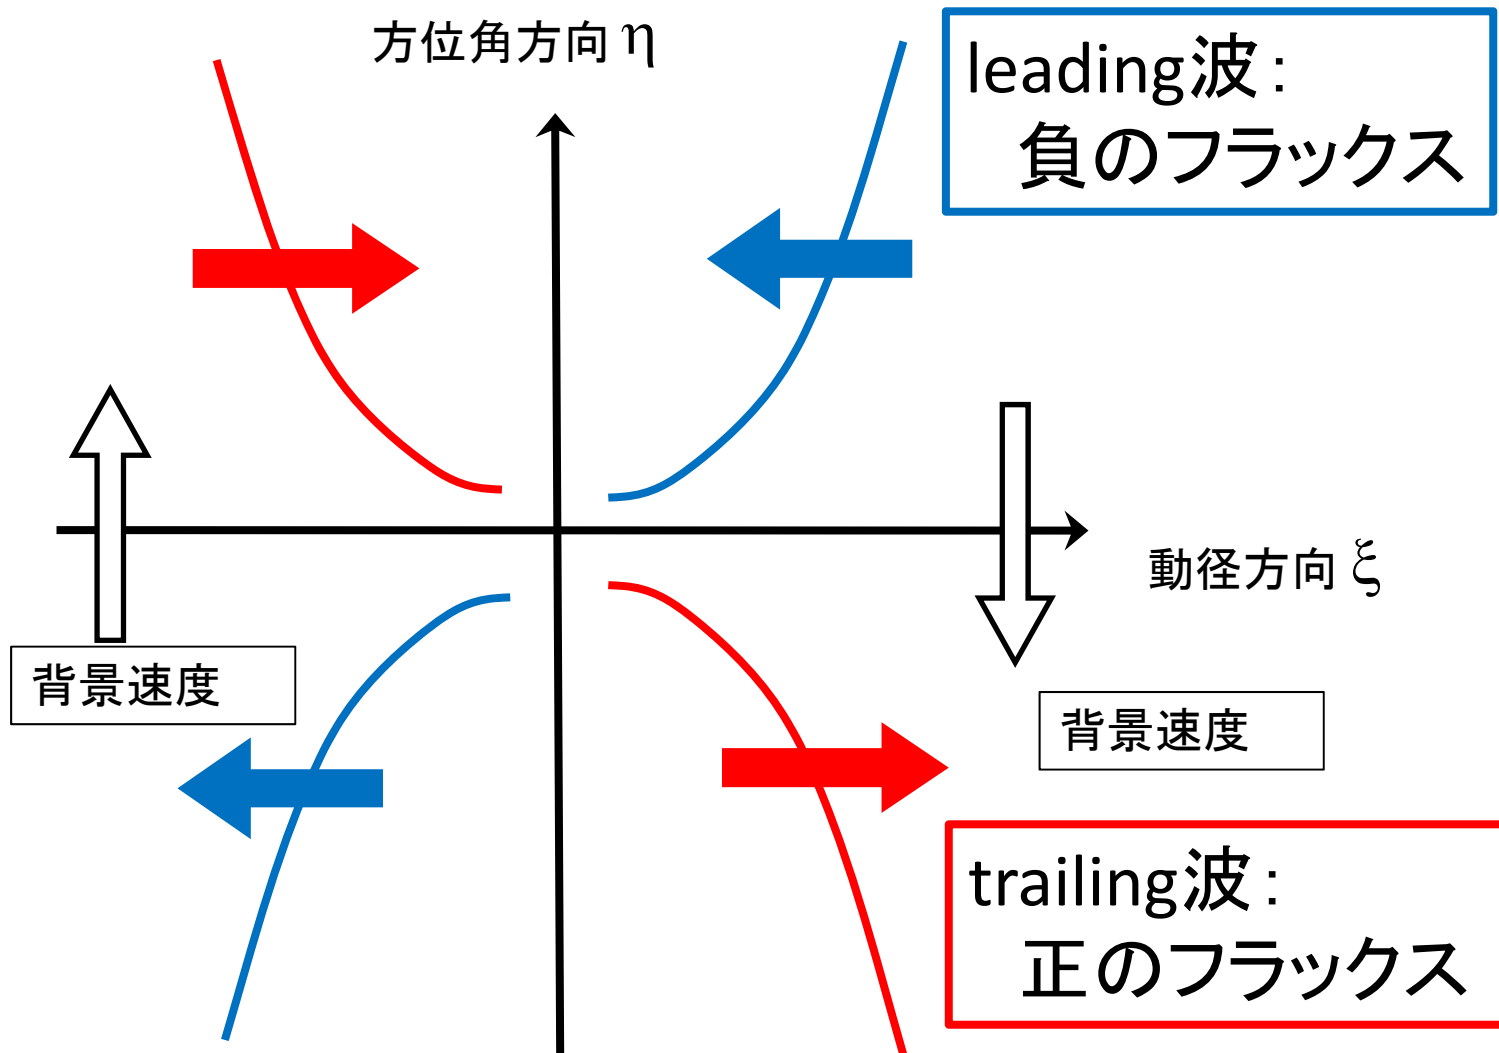 方位角方向 η
leading波：
負のフラックス
動径方向 ξ
背景速度
背景速度
trailing波：
正のフラックス